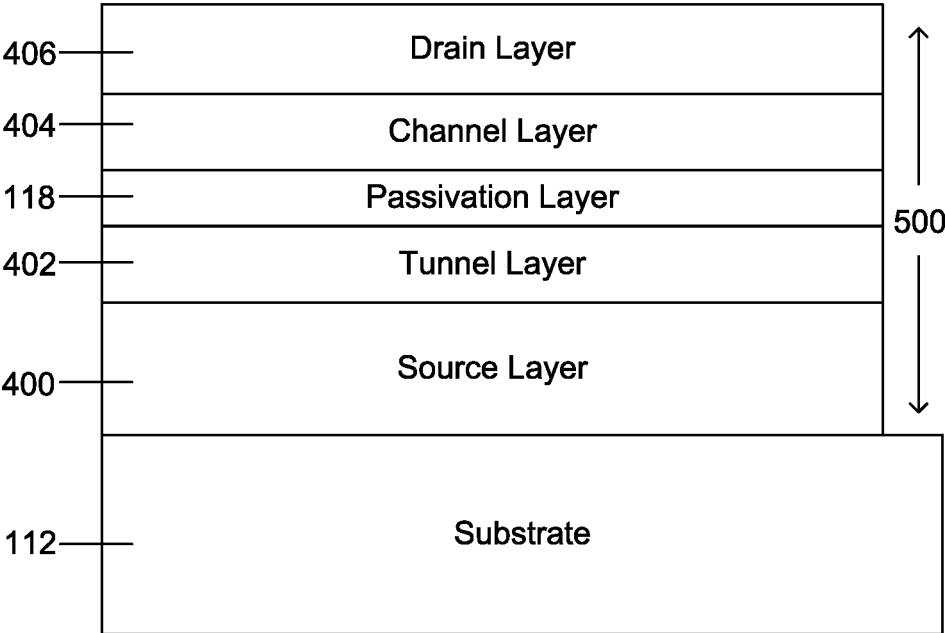 406
Drain Layer
404
Channel Layer
118
Passivation Layer
500
402
Tunnel Layer
400
Source Layer
112
Substrate